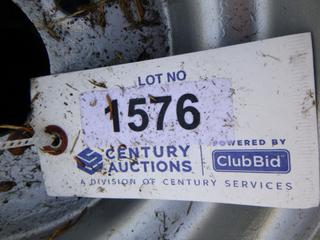 LOT NO
1576
CENTURY AUCTIONS
POWERED BY
ClubBid
A DIVISION OF CENTURY SERVICES